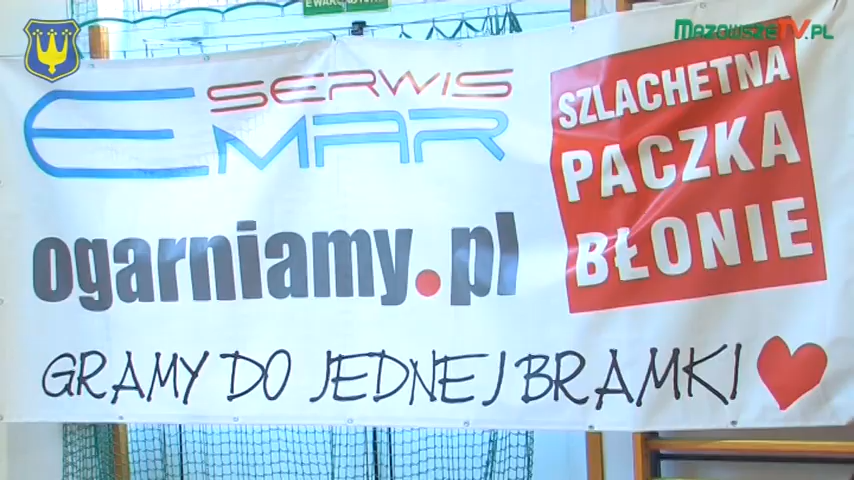 MAZOWSZETV.PL
SERWIS
EMAR
SZLACHETNA
PACZKA
BŁONIE
ogarniamy.pl
GRAMY DO JEDNEJ BRAMKI